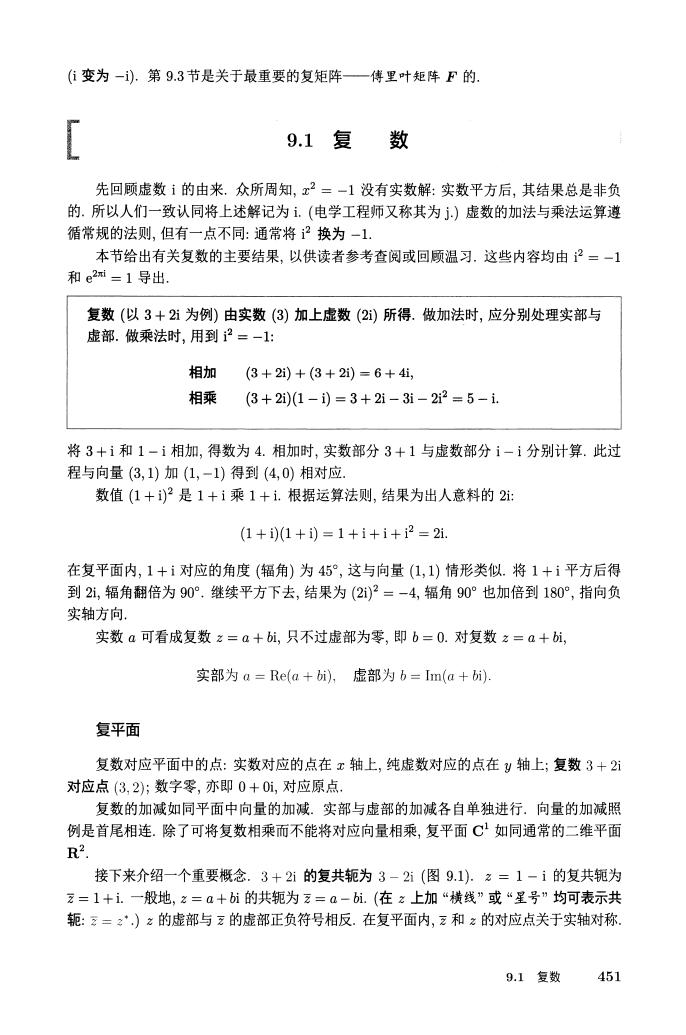 (i 变为 −i). 第 9.3 节是关于最重要的复矩阵——傅里叶矩阵 F 的.
9.1 复 数
先回顾虚数 i 的由来. 众所周知, x² = −1 没有实数解: 实数平方后, 其结果总是非负
的. 所以人们一致认同将上述解记为 i. (电学工程师又称其为 j.) 虚数的加法与乘法运算遵
循常规的法则, 但有一点不同: 通常将 i² 换为 −1.
本节给出有关复数的主要结果, 以供读者参考查阅或回顾温习. 这些内容均由 i² = −1
和 e²πⁱ = 1 导出.
复数 (以 3 + 2i 为例) 由实数 (3) 加上虚数 (2i) 所得. 做加法时, 应分别处理实部与
虚部. 做乘法时, 用到 i² = −1:
相加 (3 + 2i) + (3 + 2i) = 6 + 4i,
相乘 (3 + 2i)(1 − i) = 3 + 2i − 3i − 2i² = 5 − i.
将 3 + i 和 1 − i 相加, 得数为 4. 相加时, 实数部分 3 + 1 与虚数部分 i − i 分别计算. 此过
程与向量 (3, 1) 加 (1, −1) 得到 (4, 0) 相对应.
数值 (1 + i)² 是 1 + i 乘 1 + i. 根据运算法则, 结果为出人意料的 2i:
(1 + i)(1 + i) = 1 + i + i + i² = 2i.
在复平面内, 1 + i 对应的角度 (辐角) 为 45°, 这与向量 (1, 1) 情形类似. 将 1 + i 平方后得
到 2i, 辐角翻倍为 90°. 继续平方下去, 结果为 (2i)² = −4, 辐角 90° 也加倍到 180°, 指向负
实轴方向.
实数 a 可看成复数 z = a + bi, 只不过虚部为零, 即 b = 0. 对复数 z = a + bi,
实部为 a = Re(a + bi), 虚部为 b = Im(a + bi).
复平面
复数对应平面中的点: 实数对应的点在 x 轴上, 纯虚数对应的点在 y 轴上; 复数 3 + 2i
对应点 (3, 2); 数字零, 亦即 0 + 0i, 对应原点.
复数的加减如同平面中向量的加减. 实部与虚部的加减各自单独进行. 向量的加减照
例是首尾相连. 除了可将复数相乘而不能将对应向量相乘, 复平面 C¹ 如同通常的二维平面
R².
接下来介绍一个重要概念. 3 + 2i 的复共轭为 3 − 2i (图 9.1). z = 1 − i 的复共轭为
z̅ = 1 + i. 一般地, z = a + bi 的共轭为 z̅ = a − bi. (在 z 上加 “横线” 或 “星号” 均可表示共
轭: z̅ = z*.) z 的虚部与 z̅ 的虚部正负符号相反. 在复平面内, z̅ 和 z 的对应点关于实轴对称.
9.1 复数 451